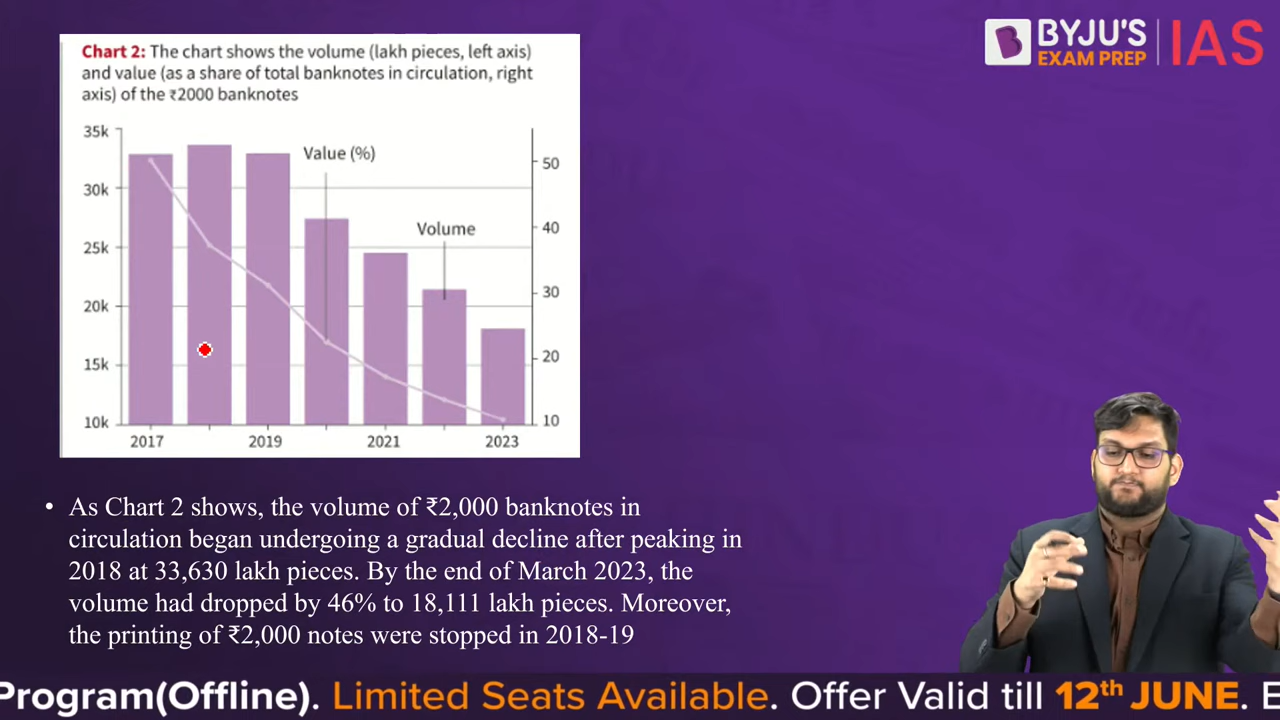 Chart 2: The chart shows the volume (lakh pieces, left axis)
and value (as a share of total banknotes in circulation, right
axis) of the ₹2000 banknotes
35k
30k
25k
20k
15k
10k
Value (%)
Volume
50
40
30
20
10
2017
2019
2021
2023
BYJU'S
EXAM PREP
IAS
• As Chart 2 shows, the volume of ₹2,000 banknotes in
circulation began undergoing a gradual decline after peaking in
2018 at 33,630 lakh pieces. By the end of March 2023, the
volume had dropped by 46% to 18,111 lakh pieces. Moreover,
the printing of ₹2,000 notes were stopped in 2018-19
Program(Offline). Limited Seats Available. Offer Valid till 12th JUNE. E